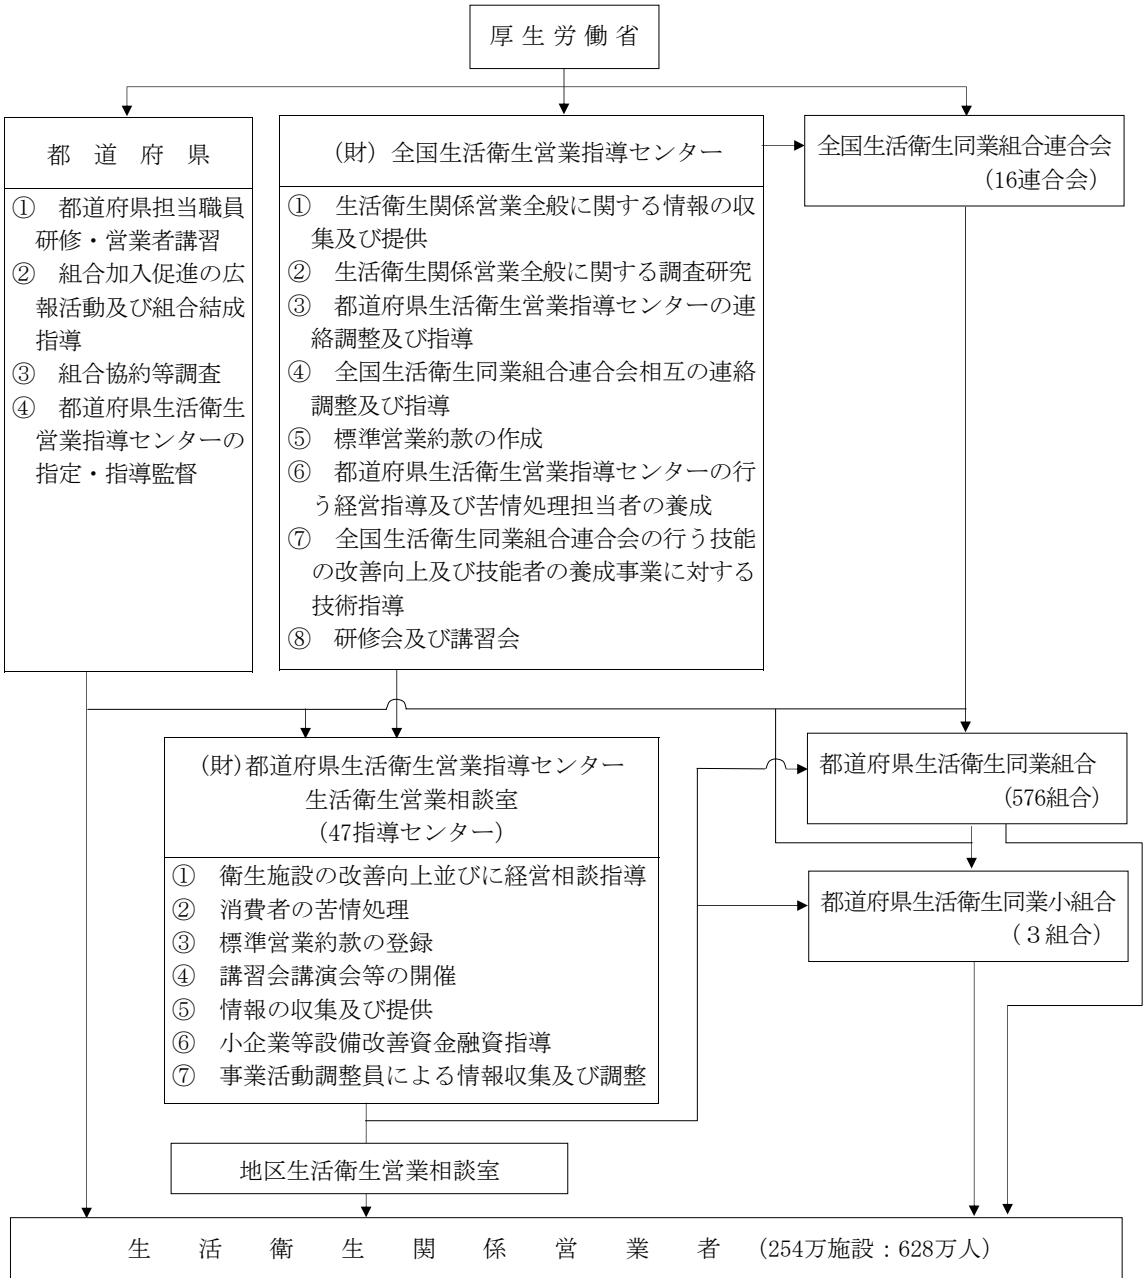 厚生労働省
都道府県
① 都道府県担当職員
研修・営業者講習
② 組合加入促進の広
報活動及び組合結成
指導
③ 組合協約等調査
④ 都道府県生活衛生
営業指導センターの
指定・指導監督
(財) 全国生活衛生営業指導センター
① 生活衛生関係営業全般に関する情報の収
集及び提供
② 生活衛生関係営業全般に関する調査研究
③ 都道府県生活衛生営業指導センターの連
絡調整及び指導
④ 全国生活衛生同業組合連合会相互の連絡
調整及び指導
⑤ 標準営業約款の作成
⑥ 都道府県生活衛生営業指導センターの行
う経営指導及び苦情処理担当者の養成
⑦ 全国生活衛生同業組合連合会の行う技能
の改善向上及び技能者の養成事業に対する
技術指導
⑧ 研修会及び講習会
全国生活衛生同業組合連合会
(16連合会)
(財)都道府県生活衛生営業指導センター
生活衛生営業相談室
(47指導センター)
① 衛生施設の改善向上並びに経営相談指導
② 消費者の苦情処理
③ 標準営業約款の登録
④ 講習会講演会等の開催
⑤ 情報の収集及び提供
⑥ 小企業等設備改善資金融資指導
⑦ 事業活動調整員による情報収集及び調整
都道府県生活衛生同業組合
(576組合)
都道府県生活衛生同業小組合
(3組合)
地区生活衛生営業相談室
生活衛生関係営業者 (254万施設:628万人)